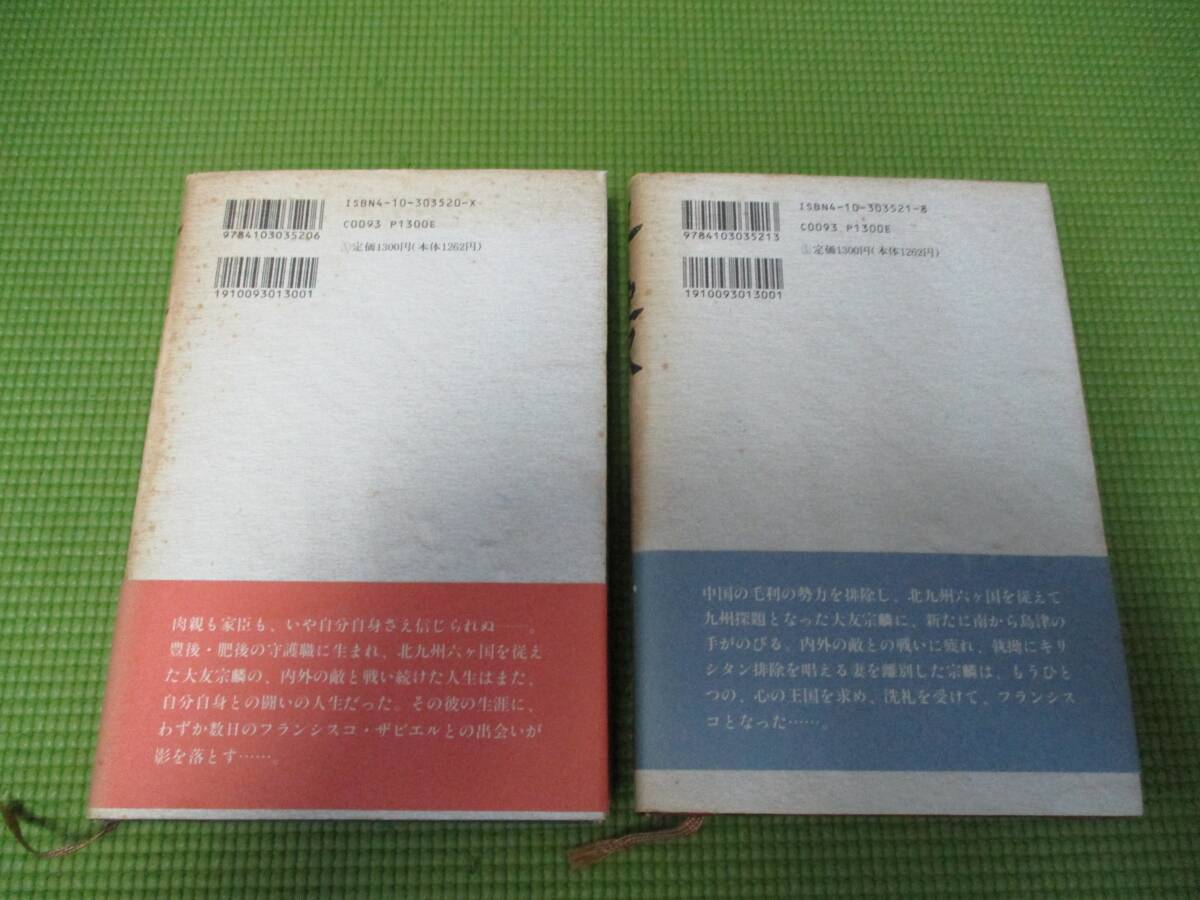 ISBN4-10-303520-X
C0093 P1300E
定価1300円(本体1262円)
9784103035206
1910093013001
肉親も家臣も、いや自分自身さえ信じられぬ――。
豊後・肥後の守護職に生まれ、北九州六ヶ国を従え
た大友宗麟の、内外の敵と戦い続けた人生はまた、
自分自身との闘いの人生だった。その彼の生涯に、
わずか数日のフランシスコ・ザビエルとの出会いが
影を落とす……。
ISBN4-10-303521-8
C0093 P1300E
定価1300円(本体1262円)
9784103035213
1910093013001
中国の毛利の勢力を排除し、北九州六ヶ国を従えて
九州探題となった大友宗麟に、新たに南から島津の
手がのびる。内外の敵との戦いに疲れ、執拗にキリ
シタン排除を唱える妻を離別した宗麟は、もうひと
つの、心の王国を求め、洗礼を受けて、フランシス
コとなった……。